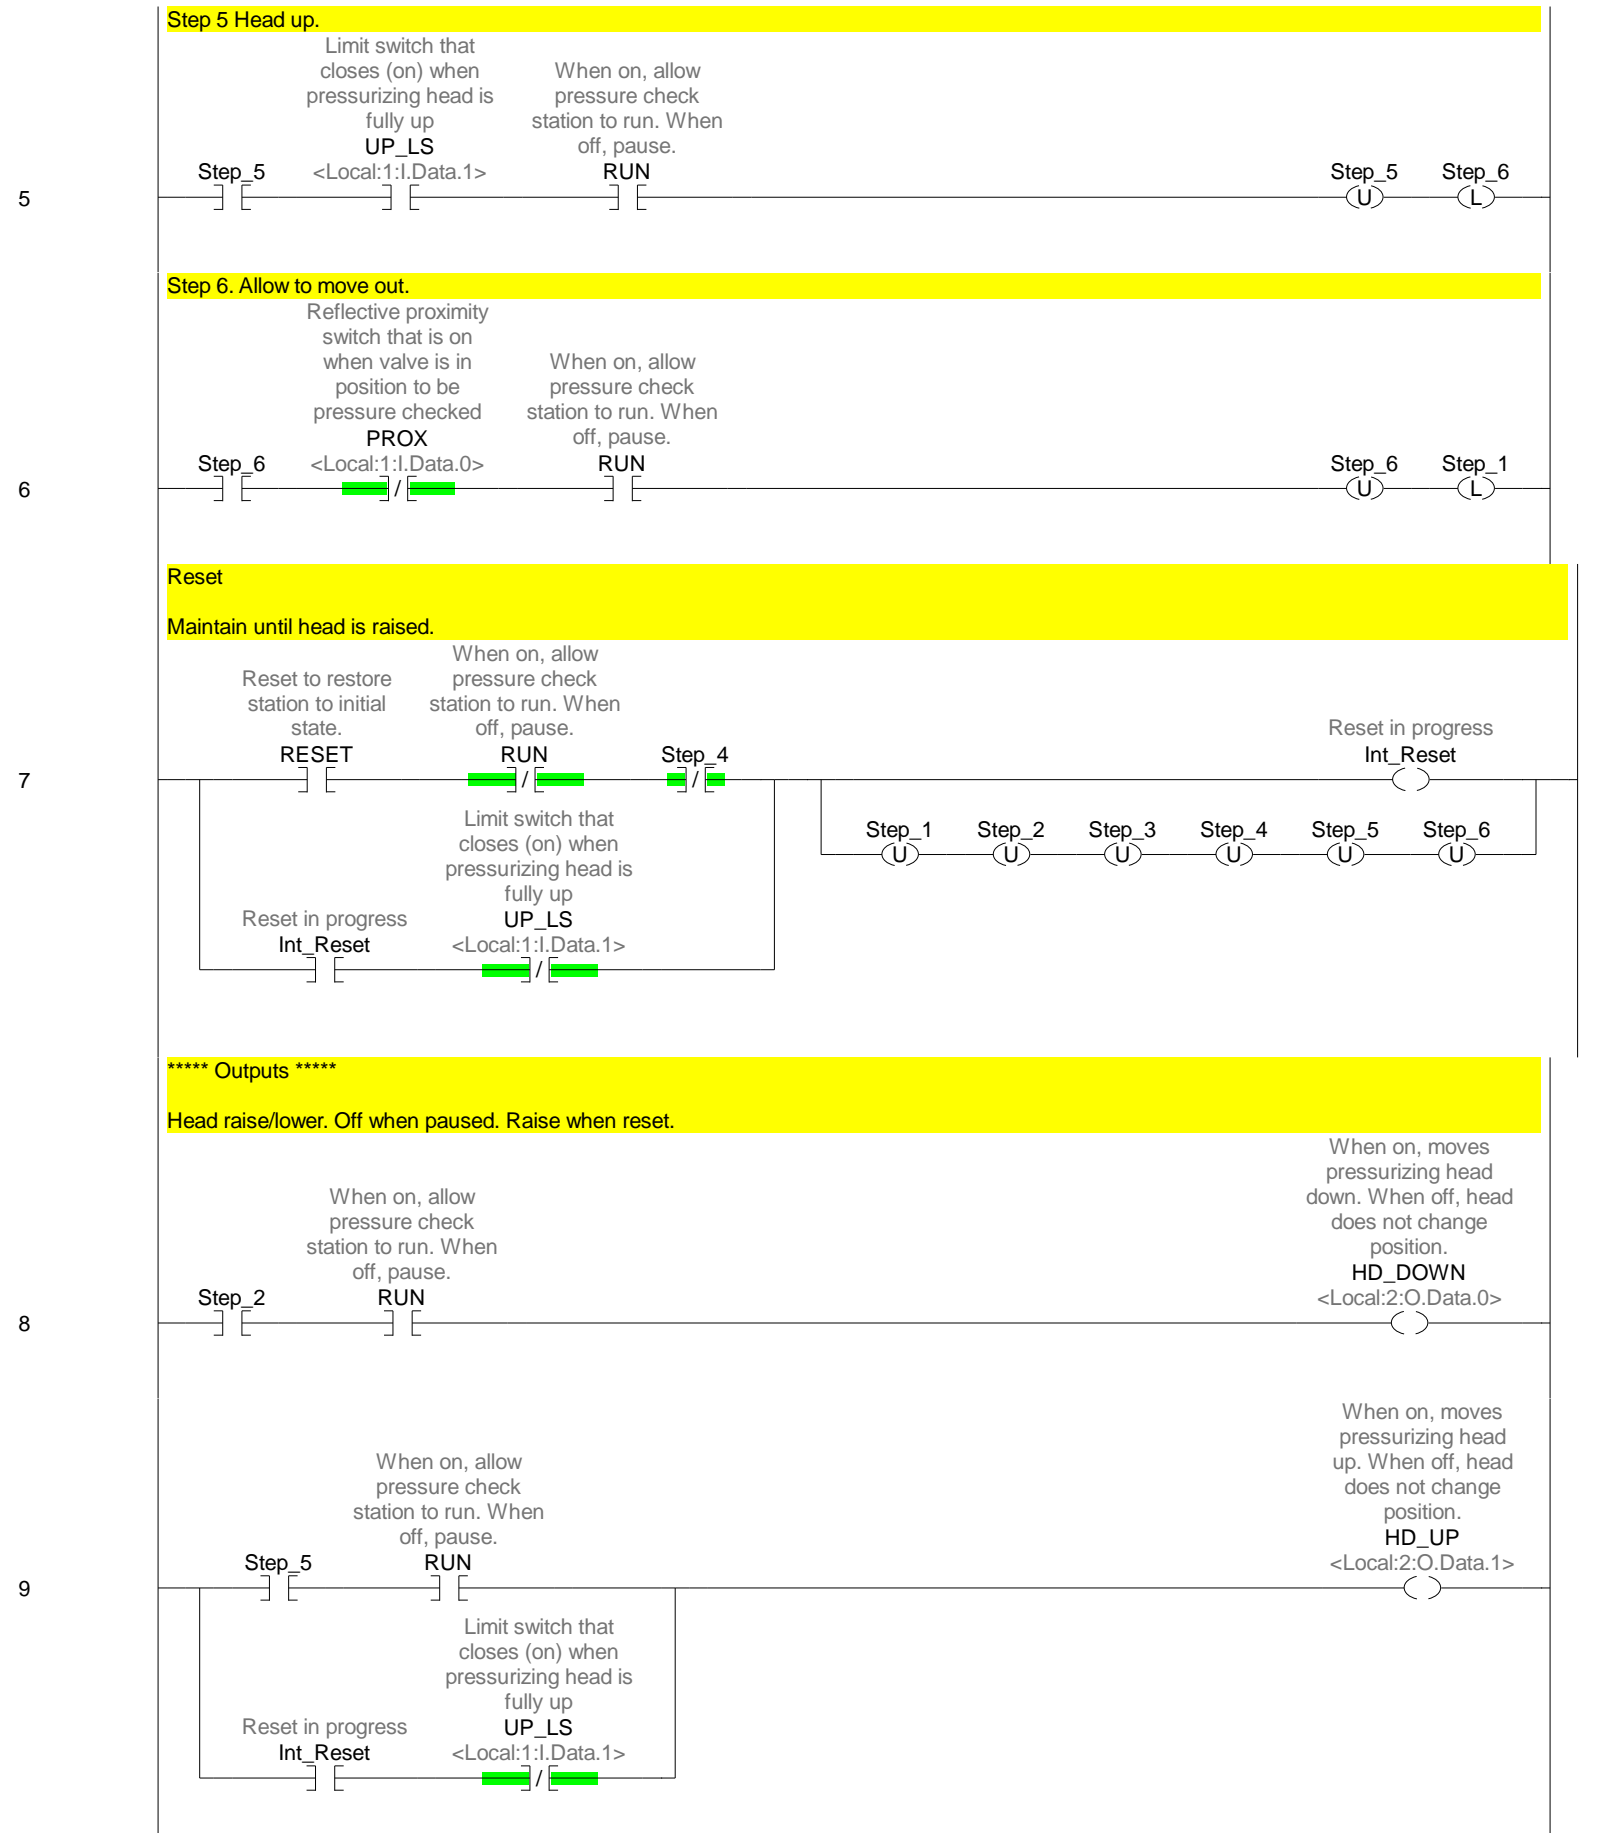 Step 5 Head up.
Limit switch that
closes (on) when
pressurizing head is
fully up
UP_LS
<Local:1:I.Data.1>
When on, allow
pressure check
station to run. When
off, pause.
RUN
Step_5
Step_5
U
Step_6
L
5
Step 6. Allow to move out.
Reflective proximity
switch that is on
when valve is in
position to be
pressure checked
PROX
<Local:1:I.Data.0>
When on, allow
pressure check
station to run. When
off, pause.
RUN
Step_6
/
Step_6
U
Step_1
L
6
Reset
Maintain until head is raised.
Reset to restore
station to initial
state.
RESET
When on, allow
pressure check
station to run. When
off, pause.
RUN
/
Step_4
/
Reset in progress
Int_Reset
7
Step_1
U
Step_2
U
Step_3
U
Step_4
U
Step_5
U
Step_6
U
Reset in progress
Int_Reset
Limit switch that
closes (on) when
pressurizing head is
fully up
UP_LS
<Local:1:I.Data.1>
/
***** Outputs *****
Head raise/lower. Off when paused. Raise when reset.
Step_2
When on, allow
pressure check
station to run. When
off, pause.
RUN
When on, moves
pressurizing head
down. When off, head
does not change
position.
HD_DOWN
<Local:2:O.Data.0>
8
Step_5
When on, allow
pressure check
station to run. When
off, pause.
RUN
When on, moves
pressurizing head
up. When off, head
does not change
position.
HD_UP
<Local:2:O.Data.1>
9
Reset in progress
Int_Reset
Limit switch that
closes (on) when
pressurizing head is
fully up
UP_LS
<Local:1:I.Data.1>
/